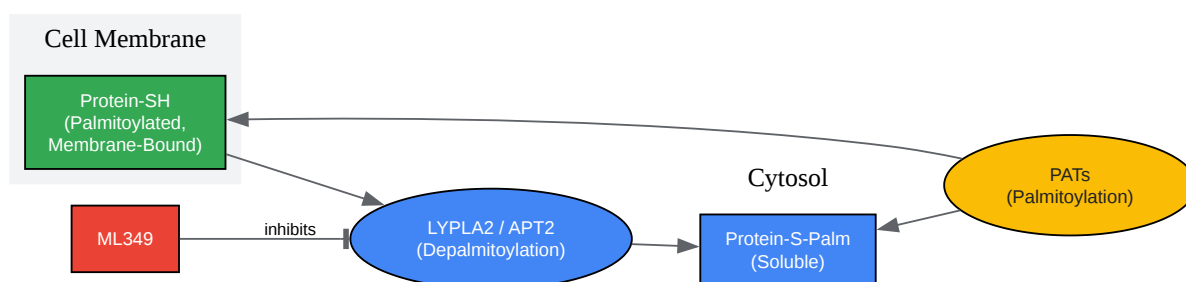 Cell Membrane
Protein-SH
(Palmitoylated,
Membrane-Bound)
ML349
inhibits
LYPLA2 / APT2
(Depalmitoylation)
Cytosol
Protein-S-Palm
(Soluble)
PATs
(Palmitoylation)